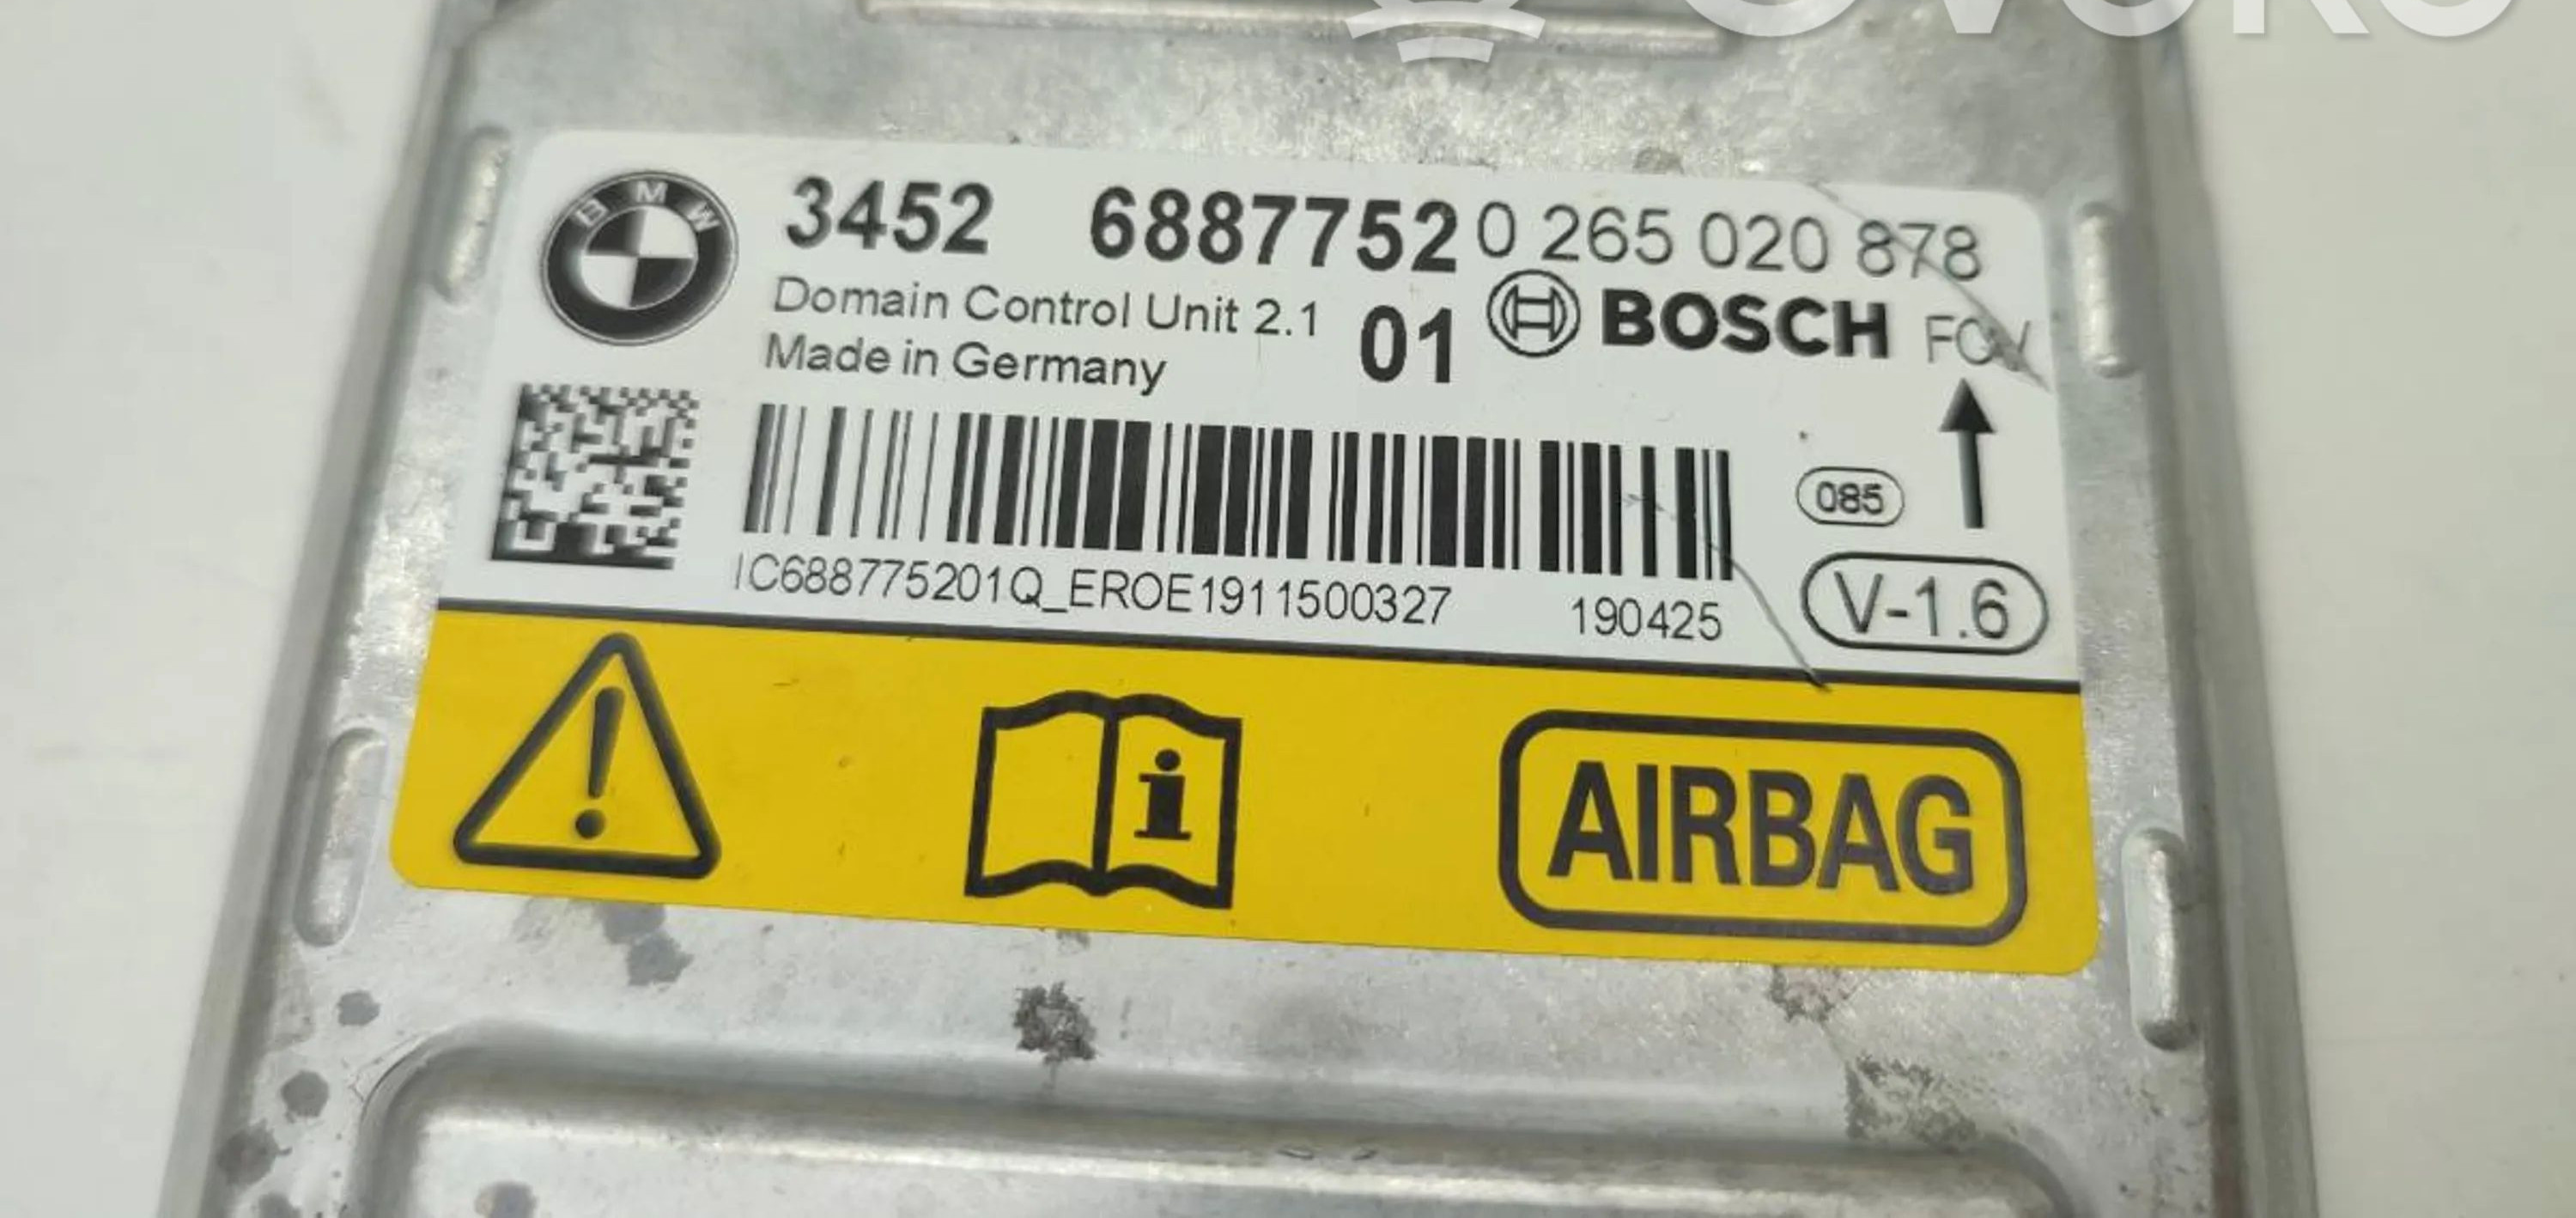 BMW
3452 6887752 0 265 020 878
Domain Control Unit 2.1 01 BOSCH
Made in Germany
085
IC688775201Q_EROE1911500327 190425 V-1.6
AIRBAG